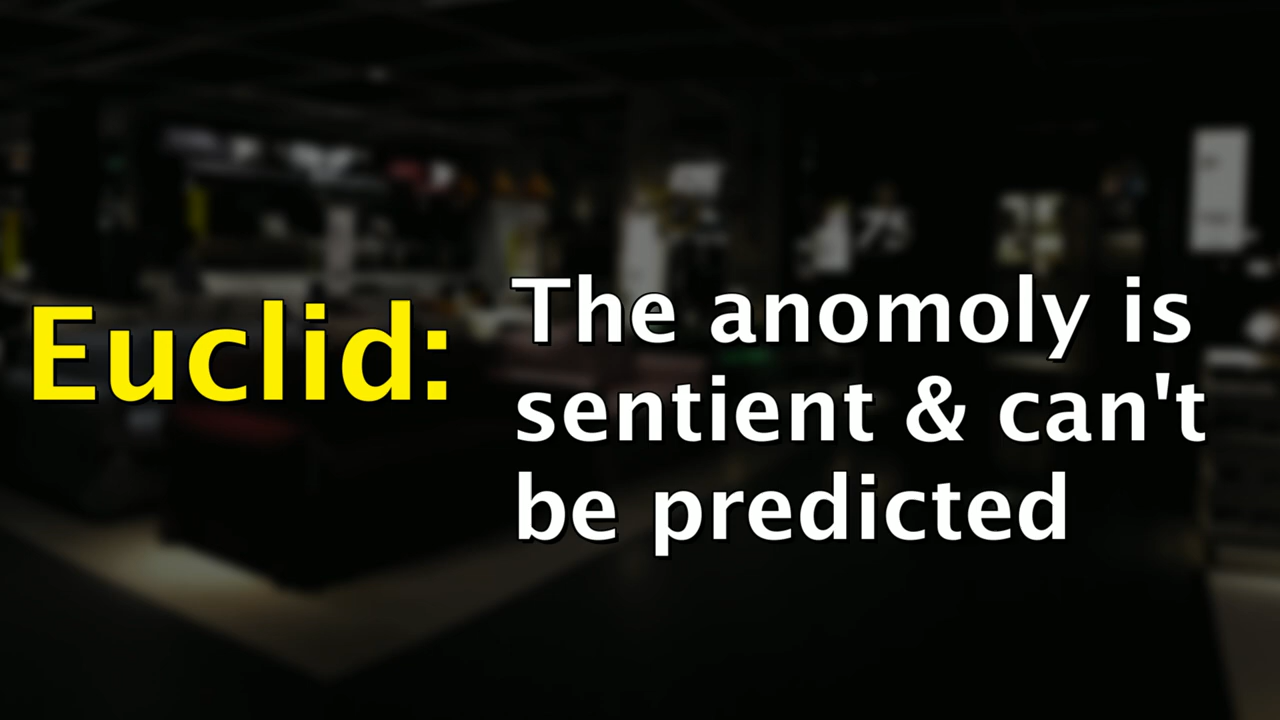 Euclid:
The anomoly is
sentient & can't
be predicted